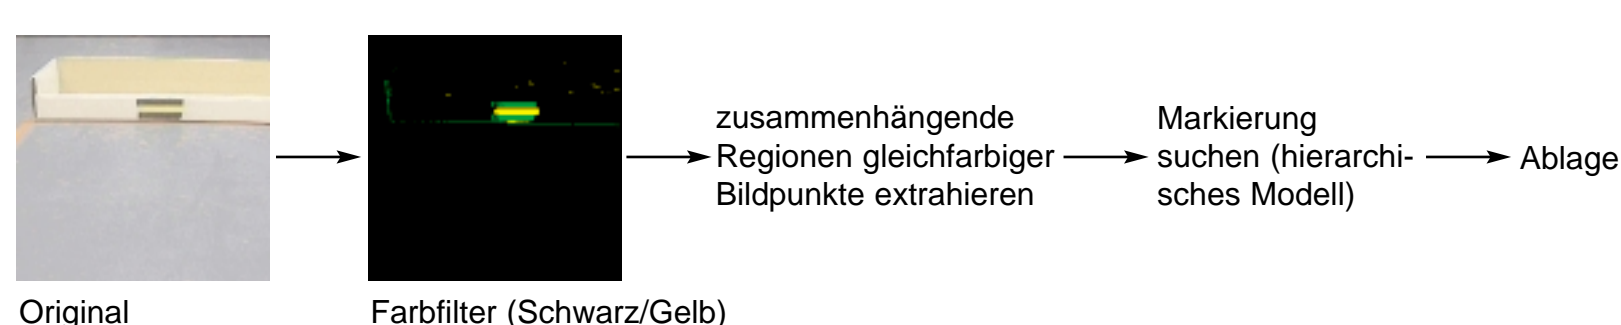 Original
Farbfilter (Schwarz/Gelb)
zusammenhängende
Regionen gleichfarbiger
Bildpunkte extrahieren
Markierung
suchen (hierarchi-
sches Modell)
Ablage